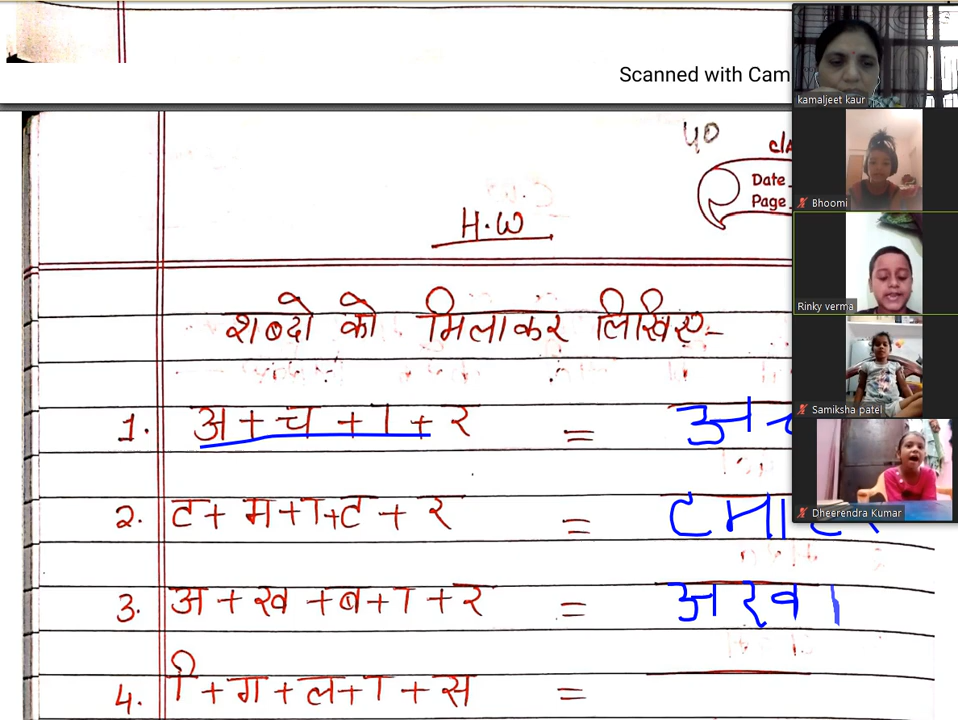 Scanned with Cam
40
Date
Page
H.W
शब्दो को मिलाकर लिखिए-
1. अ + च + ा + र =
2. ट + म + ा + ट + र = टमाट
3. अ + ख + ब + ा + र = अखब ा
4. ि + ग + ल + ा + स =
kamaljeet kaur
Bhoomi
Rinky verma
Samiksha patel
Dheerendra Kumar